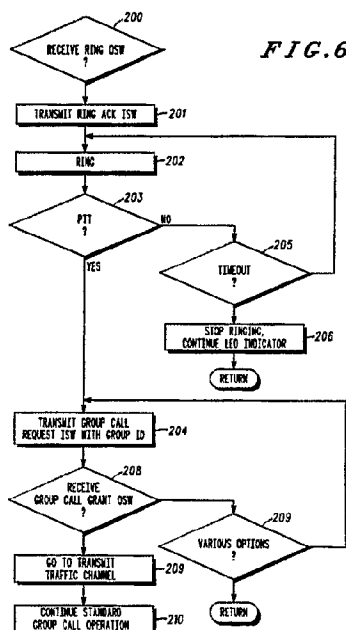 200
FIG.6
RECEIVE RING OSW
?
TRANSMIT RING ACK ISW
201
RING
202
203
PTT
?
NO
YES
205
TIMEOUT
?
STOP RINGING,
CONTINUE LED INDICATOR
206
RETURN
TRANSMIT GROUP CALL
REQUEST ISW WITH GROUP ID
204
208
RECEIVE
GROUP CALL GRANT OSW
?
209
VARIOUS OPTIONS
?
GO TO TRANSMIT
TRAFFIC CHANNEL
209
RETURN
CONTINUE STANDARD
GROUP CALL OPERATION
210